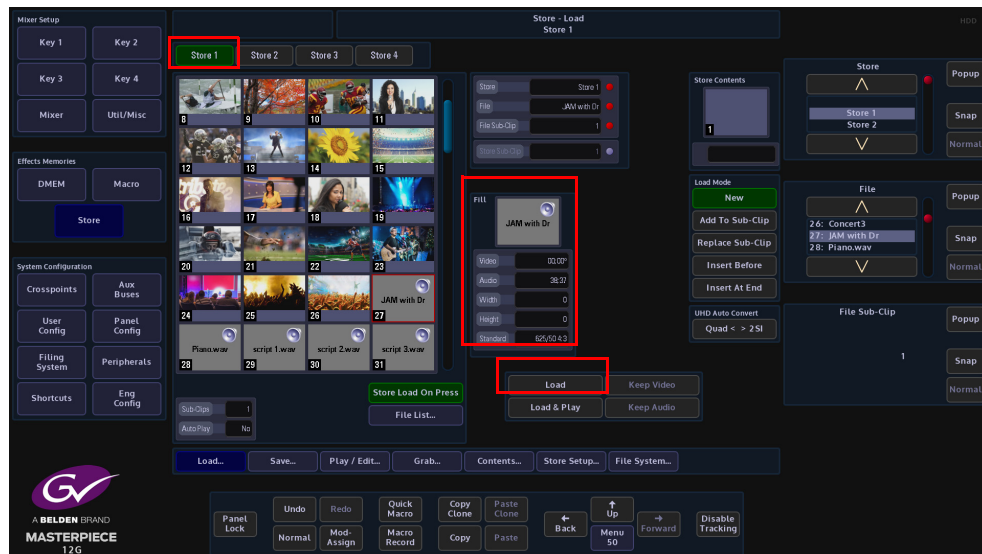 Mixer Setup
Key 1
Key 2
Key 3
Key 4
Mixer
Util/Misc
Effects Memories
DMEM
Macro
Store
System Configuration
Crosspoints
Aux
Buses
User
Config
Panel
Config
Filing
System
Peripherals
Shortcuts
Eng
Config
A BELDEN BRAND
MASTERPIECE
12G
Store - Load
Store 1
HDD
Store 1
Store 2
Store 3
Store 4
8
9
10
11
12
13
14
15
16
17
18
19
20
21
22
23
24
25
26
JAM with Dr
27
Piano.wav
28
script 1.wav
29
script 2.wav
30
script 3.wav
31
Sub-Clips 1
Auto Play No
Store Load On Press
File List...
Store Store 1
File JAM with Dr
File Sub-Clip 1
Store Sub-Clip 1
Fill
JAM with Dr
Video 00:00
Audio 38:37
Width 0
Height 0
Standard 625/50 4:3
Load
Keep Video
Load & Play
Keep Audio
Store Contents
1
Load Mode
New
Add To Sub-Clip
Replace Sub-Clip
Insert Before
Insert At End
UHD Auto Convert
Quad < > 2SI
Store
Store 1
Store 2
Popup
Snap
Normal
File
26: Concert3
27: JAM with Dr
28: Piano.wav
Popup
Snap
Normal
File Sub-Clip
1
Popup
Snap
Normal
Load...
Save...
Play / Edit...
Grab...
Contents...
Store Setup...
File System...
Panel
Lock
Undo
Redo
Normal
Mod-
Assign
Quick
Macro
Macro
Record
Copy
Clone
Paste
Clone
Copy
Paste
Back
Up
Menu
50
Forward
Disable
Tracking